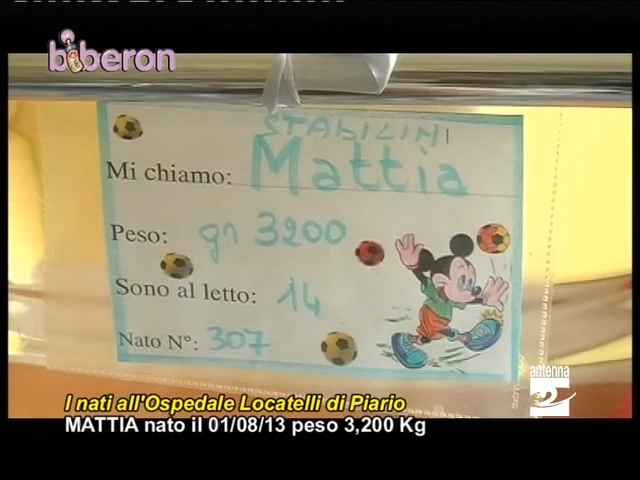 biberon
STABILINI
Mi chiamo: Mattia
Peso: gr 3200
Sono al letto: 14
Nato N°: 307
antenna
2
I nati all'Ospedale Locatelli di Piario
MATTIA nato il 01/08/13 peso 3,200 Kg